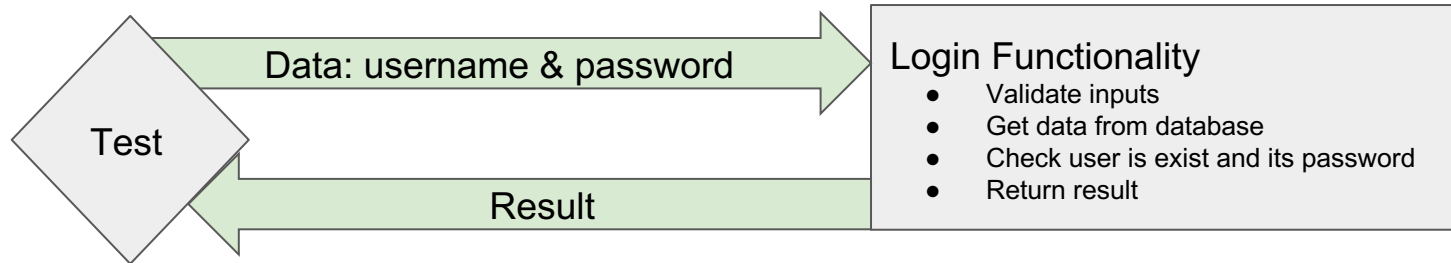 Test
Data: username & password
Result
Login Functionality
● Validate inputs
● Get data from database
● Check user is exist and its password
● Return result